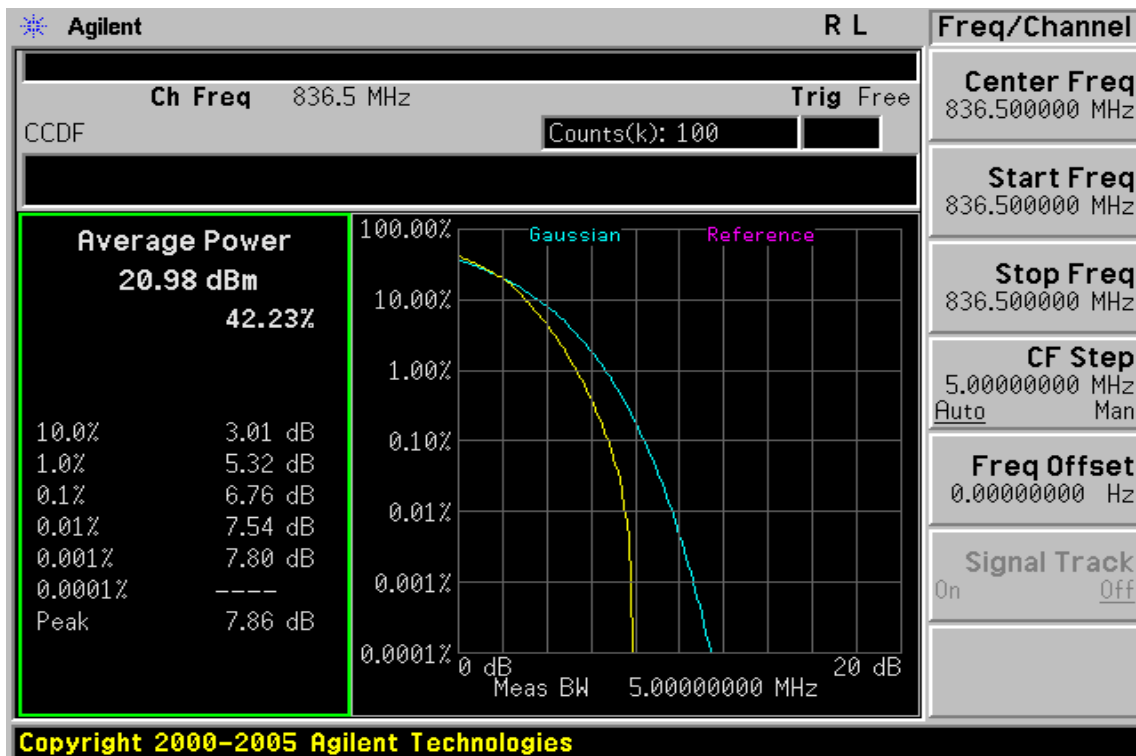 Agilent
R L
Ch Freq 836.5 MHz
Trig Free
CCDF
Counts(k): 100
Average Power
20.98 dBm
42.23%
10.0% 3.01 dB
1.0% 5.32 dB
0.1% 6.76 dB
0.01% 7.54 dB
0.001% 7.80 dB
0.0001% ----
Peak 7.86 dB
Gaussian
Reference
100.00%
10.00%
1.00%
0.10%
0.01%
0.001%
0.0001%
0 dB
20 dB
Meas BW 5.00000000 MHz
Freq/Channel
Center Freq
836.500000 MHz
Start Freq
836.500000 MHz
Stop Freq
836.500000 MHz
CF Step
5.00000000 MHz
Auto Man
Freq Offset
0.00000000 Hz
Signal Track
On Off
Copyright 2000-2005 Agilent Technologies